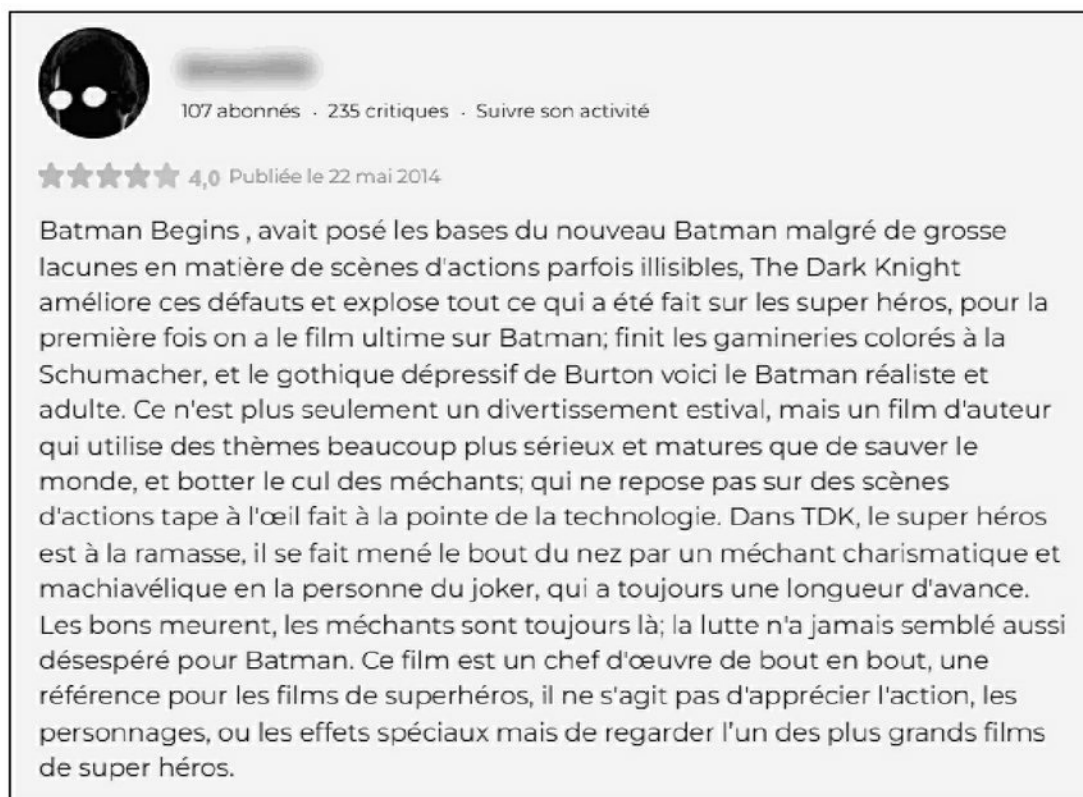 107 abonnés · 235 critiques · Suivre son activité
4,0 Publiée le 22 mai 2014
Batman Begins , avait posé les bases du nouveau Batman malgré de grosse
lacunes en matière de scènes d'actions parfois illisibles, The Dark Knight
améliore ces défauts et explose tout ce qui a été fait sur les super héros, pour la
première fois on a le film ultime sur Batman; finit les gamineries colorés à la
Schumacher, et le gothique dépressif de Burton voici le Batman réaliste et
adulte. Ce n'est plus seulement un divertissement estival, mais un film d'auteur
qui utilise des thèmes beaucoup plus sérieux et matures que de sauver le
monde, et botter le cul des méchants; qui ne repose pas sur des scènes
d'actions tape à l'œil fait à la pointe de la technologie. Dans TDK, le super héros
est à la ramasse, il se fait mené le bout du nez par un méchant charismatique et
machiavélique en la personne du joker, qui a toujours une longueur d'avance.
Les bons meurent, les méchants sont toujours là; la lutte n'a jamais semblé aussi
désespéré pour Batman. Ce film est un chef d'œuvre de bout en bout, une
référence pour les films de superhéros, il ne s'agit pas d'apprécier l'action, les
personnages, ou les effets spéciaux mais de regarder l'un des plus grands films
de super héros.